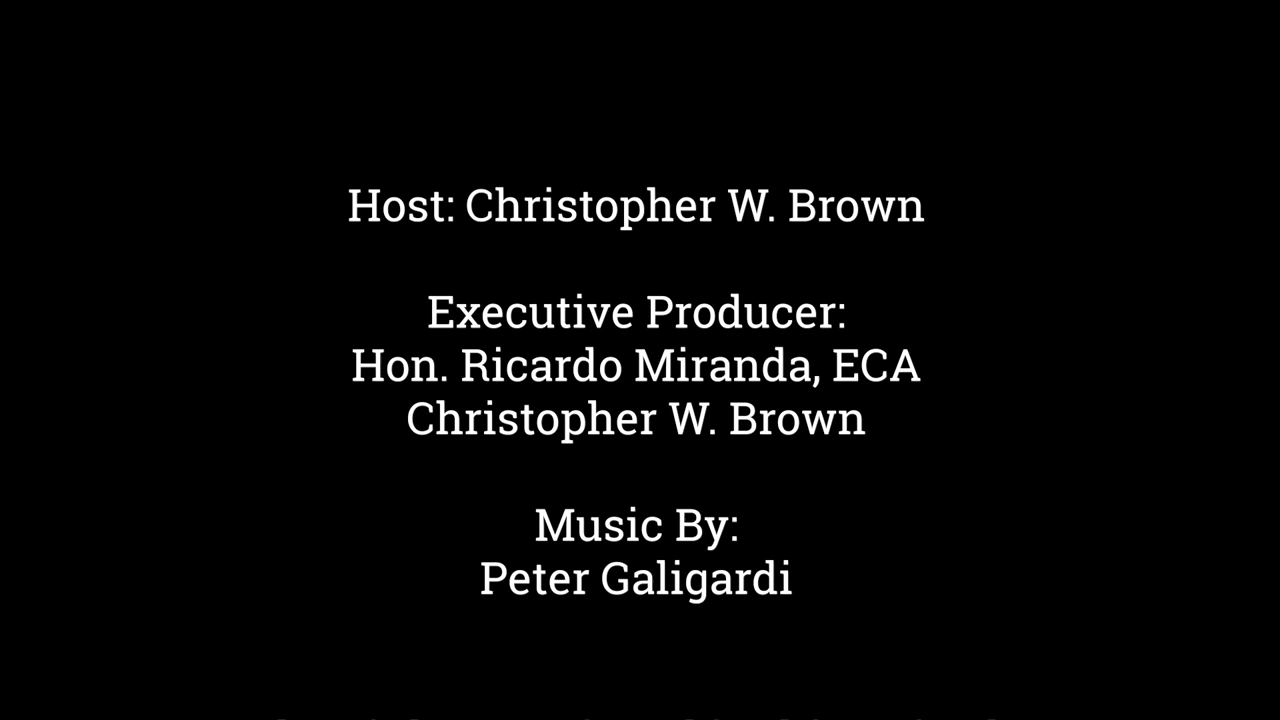 Host: Christopher W. Brown
Executive Producer:
Hon. Ricardo Miranda, ECA
Christopher W. Brown
Music By:
Peter Galigardi